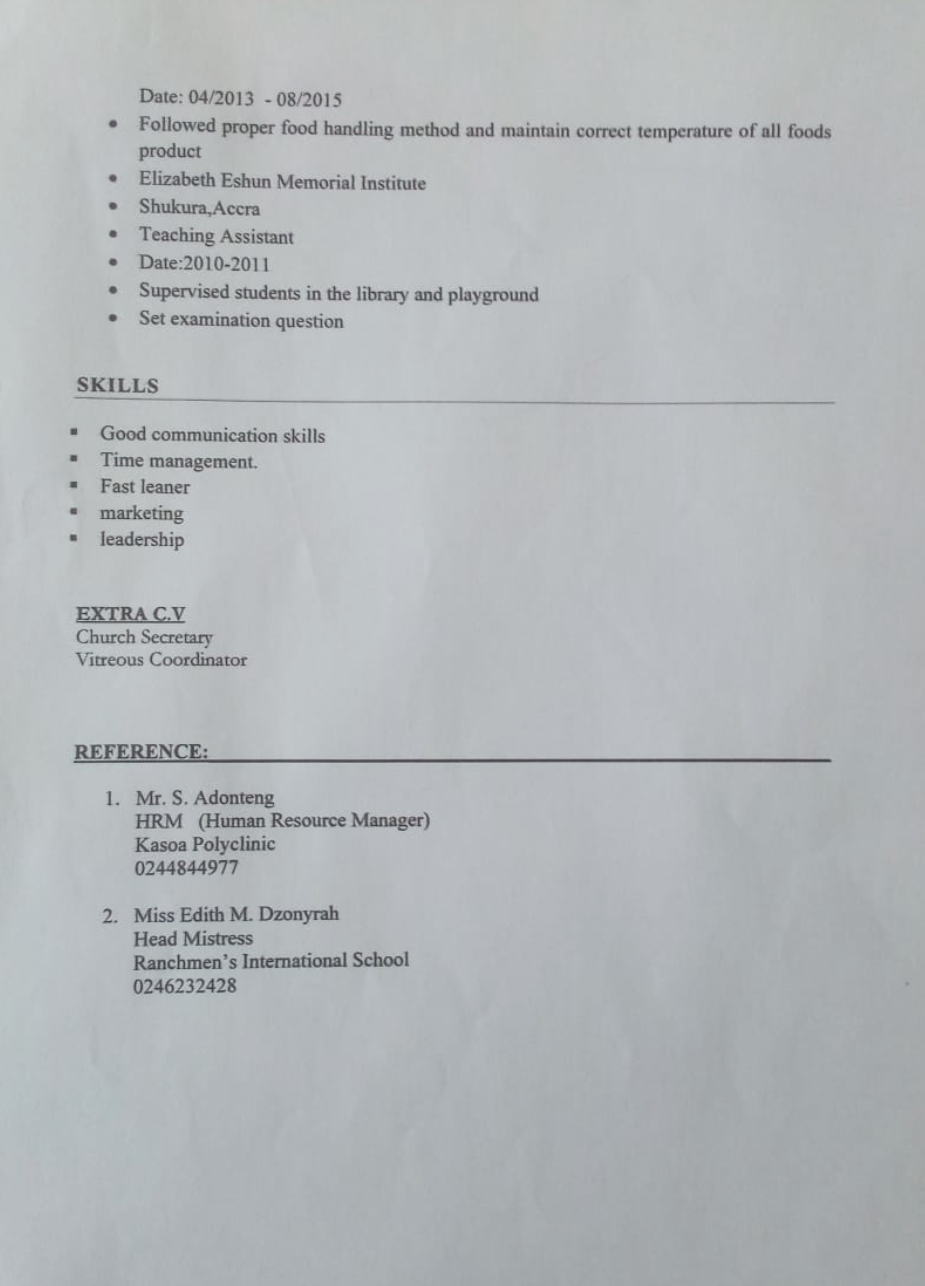 Date: 04/2013 - 08/2015
• Followed proper food handling method and maintain correct temperature of all foods
product
• Elizabeth Eshun Memorial Institute
• Shukura,Accra
• Teaching Assistant
• Date:2010-2011
• Supervised students in the library and playground
• Set examination question
SKILLS
▪ Good communication skills
▪ Time management.
▪ Fast leaner
▪ marketing
▪ leadership
EXTRA C.V
Church Secretary
Vitreous Coordinator
REFERENCE:
1. Mr. S. Adonteng
HRM (Human Resource Manager)
Kasoa Polyclinic
0244844977
2. Miss Edith M. Dzonyrah
Head Mistress
Ranchmen's International School
0246232428